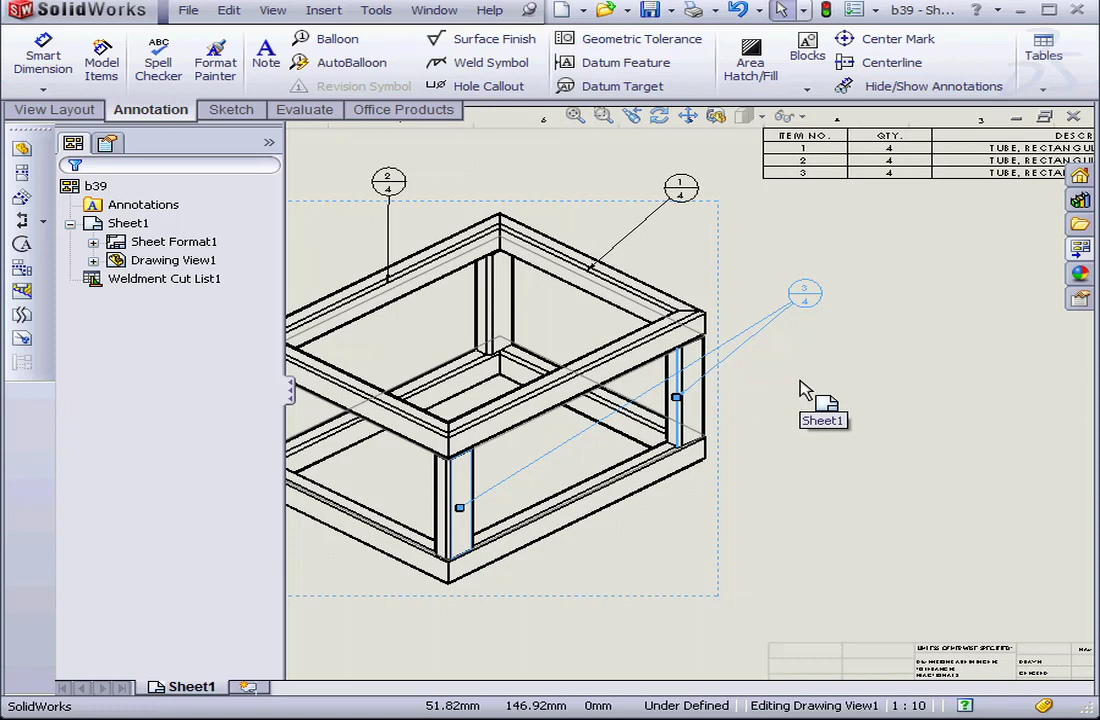 SolidWorks
File Edit View Insert Tools Window Help
b39 - Sh...
Smart Dimension
Model Items
ABC
Spell Checker
Format Painter
A
Note
Balloon
AutoBalloon
Revision Symbol
Surface Finish
Weld Symbol
Hole Callout
Geometric Tolerance
Datum Feature
Datum Target
Area Hatch/Fill
Blocks
Center Mark
Centerline
Hide/Show Annotations
Tables
View Layout Annotation Sketch Evaluate Office Products
b39
Annotations
Sheet1
Sheet Format1
Drawing View1
Weldment Cut List1
ITEM NO. QTY. DESCR
1 4 TUBE, RECTANGUL
2 4 TUBE, RECTANGUL
3 4 TUBE, RECTAN
2
4
1
4
3
4
Sheet1
Sheet1
SolidWorks 51.82mm 146.92mm 0mm Under Defined Editing Drawing View1 1 : 10